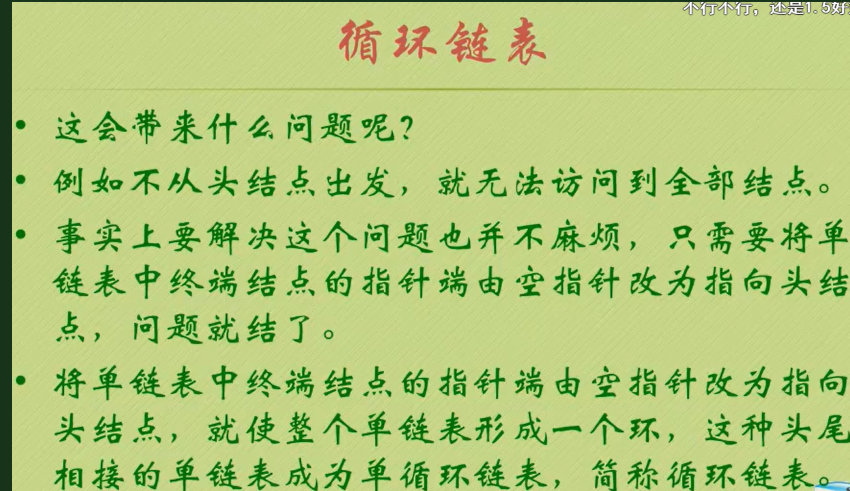 不行不行，还是1.5好
循环链表
• 这会带来什么问题呢？
• 例如不从头结点出发，就无法访问到全部结点。
• 事实上要解决这个问题也并不麻烦，只需要将单
链表中终端结点的指针端由空指针改为指向头结
点，问题就结了。
• 将单链表中终端结点的指针端由空指针改为指向
头结点，就使整个单链表形成一个环，这种头尾
相接的单链表成为单循环链表，简称循环链表。